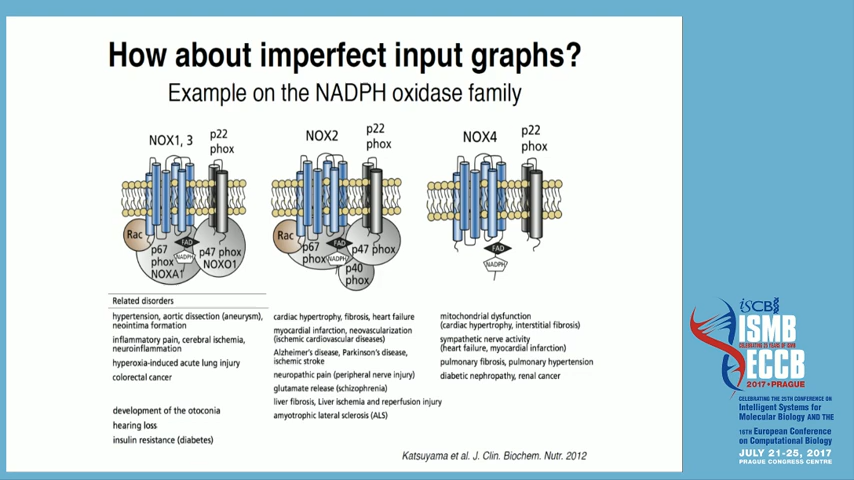 How about imperfect input graphs?
Example on the NADPH oxidase family
NOX1, 3
p22
phox
NOX2
p22
phox
NOX4
p22
phox
Rac
p67
phox
NOXA1
FAD
NADPH
p47 phox
NOXO1
Rac
p67
phox
FAD
NADPH
p47 phox
p40
phox
FAD
NADPH
Related disorders
hypertension, aortic dissection (aneurysm),
neointima formation
inflammatory pain, cerebral ischemia,
neuroinflammation
hyperoxia-induced acute lung injury
colorectal cancer
development of the otoconia
hearing loss
insulin resistance (diabetes)
cardiac hypertrophy, fibrosis, heart failure
myocardial infarction, neovascularization
(ischemic cardiovascular diseases)
Alzheimer's disease, Parkinson's disease,
ischemic stroke
neuropathic pain (peripheral nerve injury)
glutamate release (schizophrenia)
liver fibrosis, Liver ischemia and reperfusion injury
amyotrophic lateral sclerosis (ALS)
mitochondrial dysfunction
(cardiac hypertrophy, interstitial fibrosis)
sympathetic nerve activity
(heart failure, myocardial infarction)
pulmonary fibrosis, pulmonary hypertension
diabetic nephropathy, renal cancer
Katsuyama et al. J. Clin. Biochem. Nutr. 2012
iSCB
ISMB
CELEBRATING 25 YEARS OF ISMB
ECCB
2017 • PRAGUE
CELEBRATING THE 25TH CONFERENCE ON
Intelligent Systems for
Molecular Biology AND THE
16TH European Conference
on Computational Biology
JULY 21-25, 2017
PRAGUE CONGRESS CENTRE